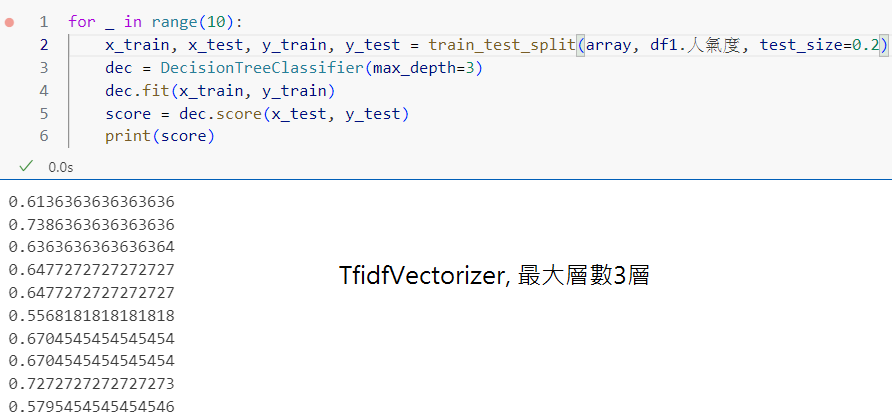 1 for _ in range(10):
2 x_train, x_test, y_train, y_test = train_test_split(array, df1.人氣度, test_size=0.2)
3 dec = DecisionTreeClassifier(max_depth=3)
4 dec.fit(x_train, y_train)
5 score = dec.score(x_test, y_test)
6 print(score)
0.0s
0.6136363636363636
0.7386363636363636
0.6363636363636364
0.6477272727272727
0.6477272727272727
TfidfVectorizer, 最大層數3層
0.5568181818181818
0.6704545454545454
0.6704545454545454
0.7272727272727273
0.5795454545454546